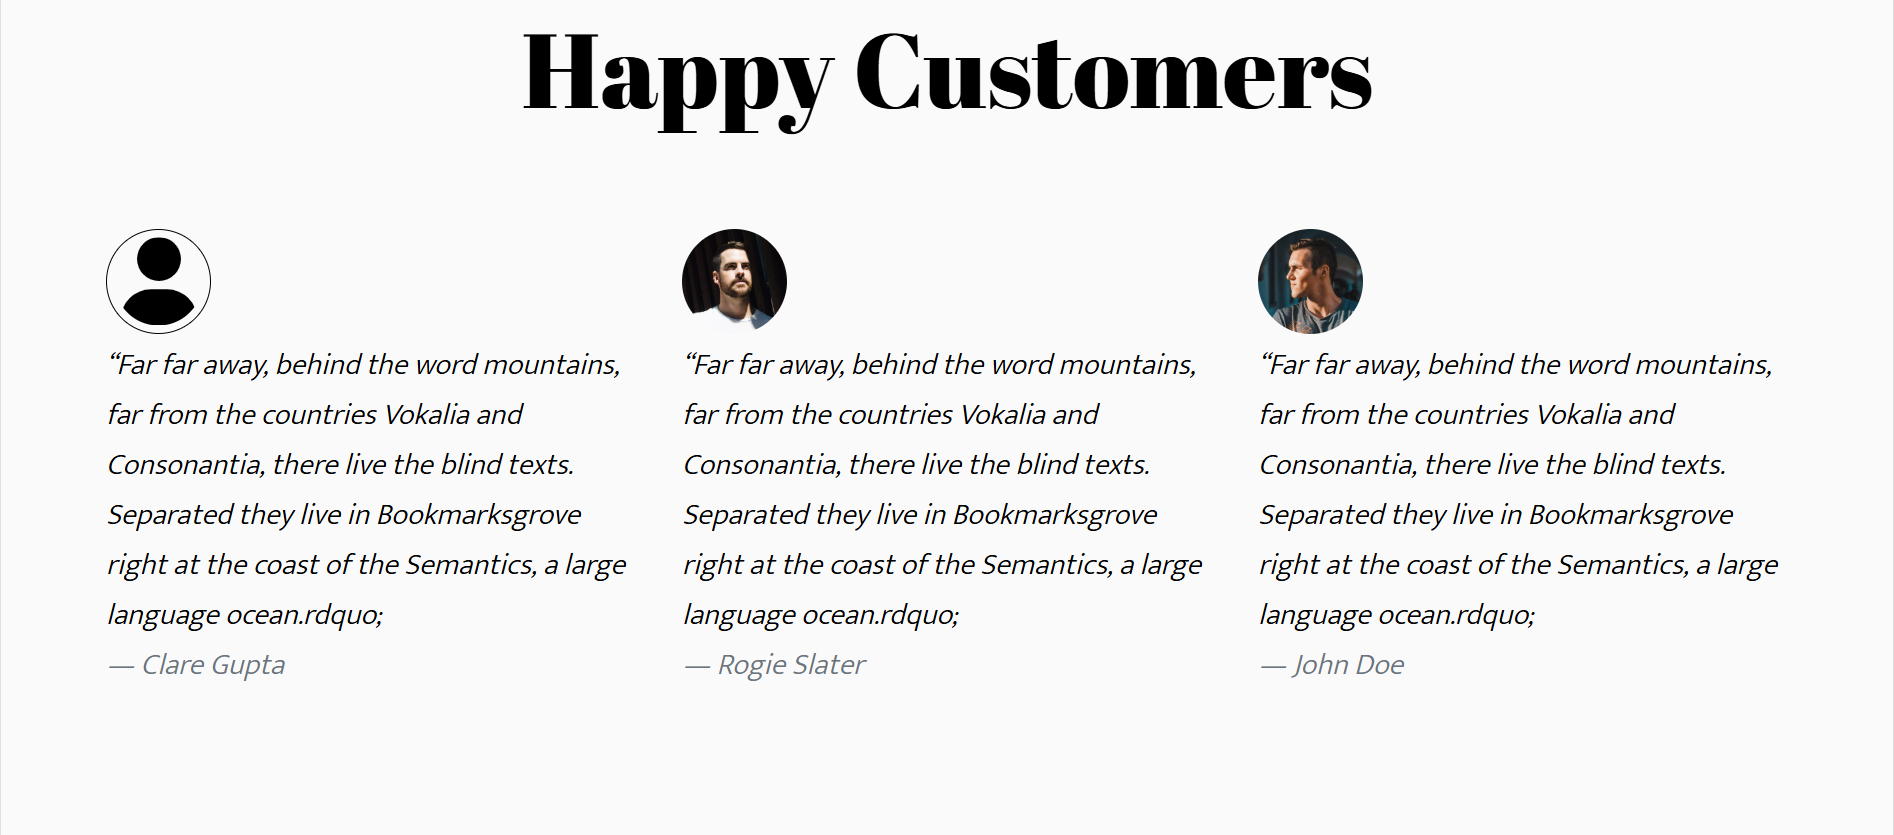 Happy Customers
“Far far away, behind the word mountains,
far from the countries Vokalia and
Consonantia, there live the blind texts.
Separated they live in Bookmarksgrove
right at the coast of the Semantics, a large
language ocean.rdquo;
— Clare Gupta
“Far far away, behind the word mountains,
far from the countries Vokalia and
Consonantia, there live the blind texts.
Separated they live in Bookmarksgrove
right at the coast of the Semantics, a large
language ocean.rdquo;
— Rogie Slater
“Far far away, behind the word mountains,
far from the countries Vokalia and
Consonantia, there live the blind texts.
Separated they live in Bookmarksgrove
right at the coast of the Semantics, a large
language ocean.rdquo;
— John Doe